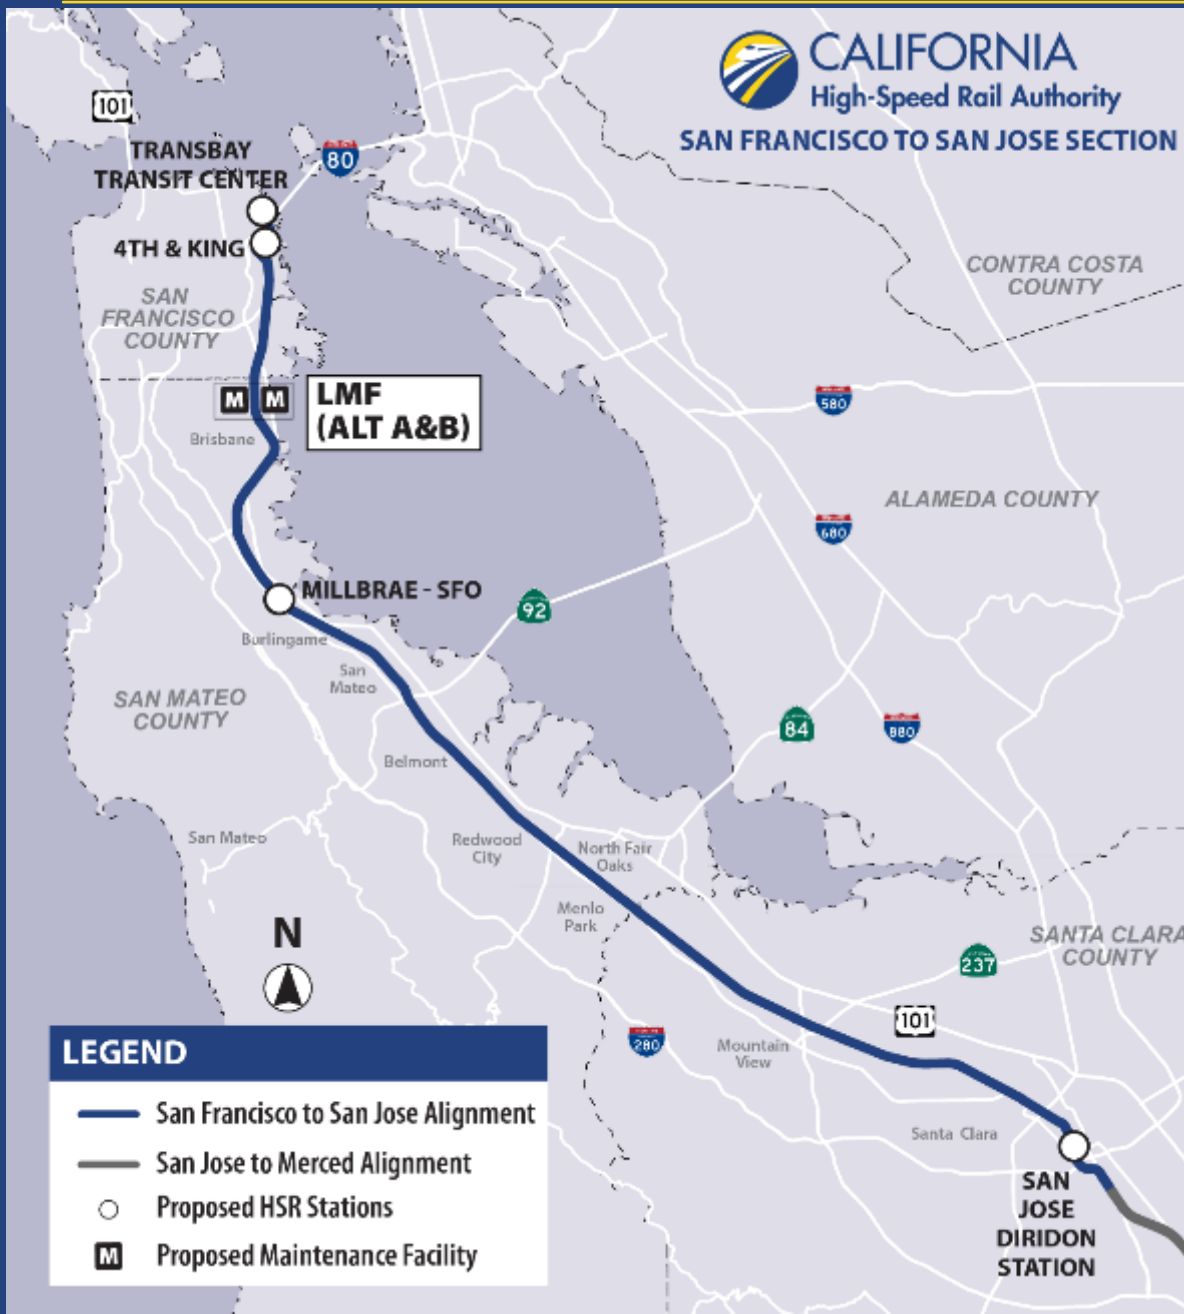 CALIFORNIA
High-Speed Rail Authority
SAN FRANCISCO TO SAN JOSE SECTION
101
TRANSBAY
TRANSIT CENTER
80
4TH & KING
SAN
FRANCISCO
COUNTY
CONTRA COSTA
COUNTY
M M
LMF
(ALT A&B)
580
Brisbane
ALAMEDA COUNTY
680
MILLBRAE - SFO
92
Burlingame
San
Mateo
SAN MATEO
COUNTY
84
880
Belmont
San Mateo
Redwood
City
North Fair
Oaks
Menlo
Park
N
SANTA CLARA
COUNTY
237
101
280
Mountain
View
Santa Clara
SAN
JOSE
DIRIDON
STATION
LEGEND
San Francisco to San Jose Alignment
San Jose to Merced Alignment
Proposed HSR Stations
M Proposed Maintenance Facility